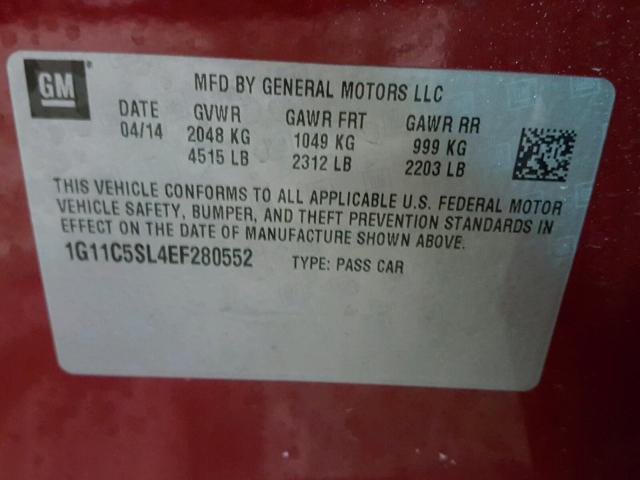 GM
MFD BY GENERAL MOTORS LLC
DATE GVWR GAWR FRT GAWR RR
04/14 2048 KG 1049 KG 999 KG
4515 LB 2312 LB 2203 LB
THIS VEHICLE CONFORMS TO ALL APPLICABLE U.S. FEDERAL MOTOR
VEHICLE SAFETY, BUMPER, AND THEFT PREVENTION STANDARDS IN
EFFECT ON THE DATE OF MANUFACTURE SHOWN ABOVE.
1G11C5SL4EF280552 TYPE: PASS CAR